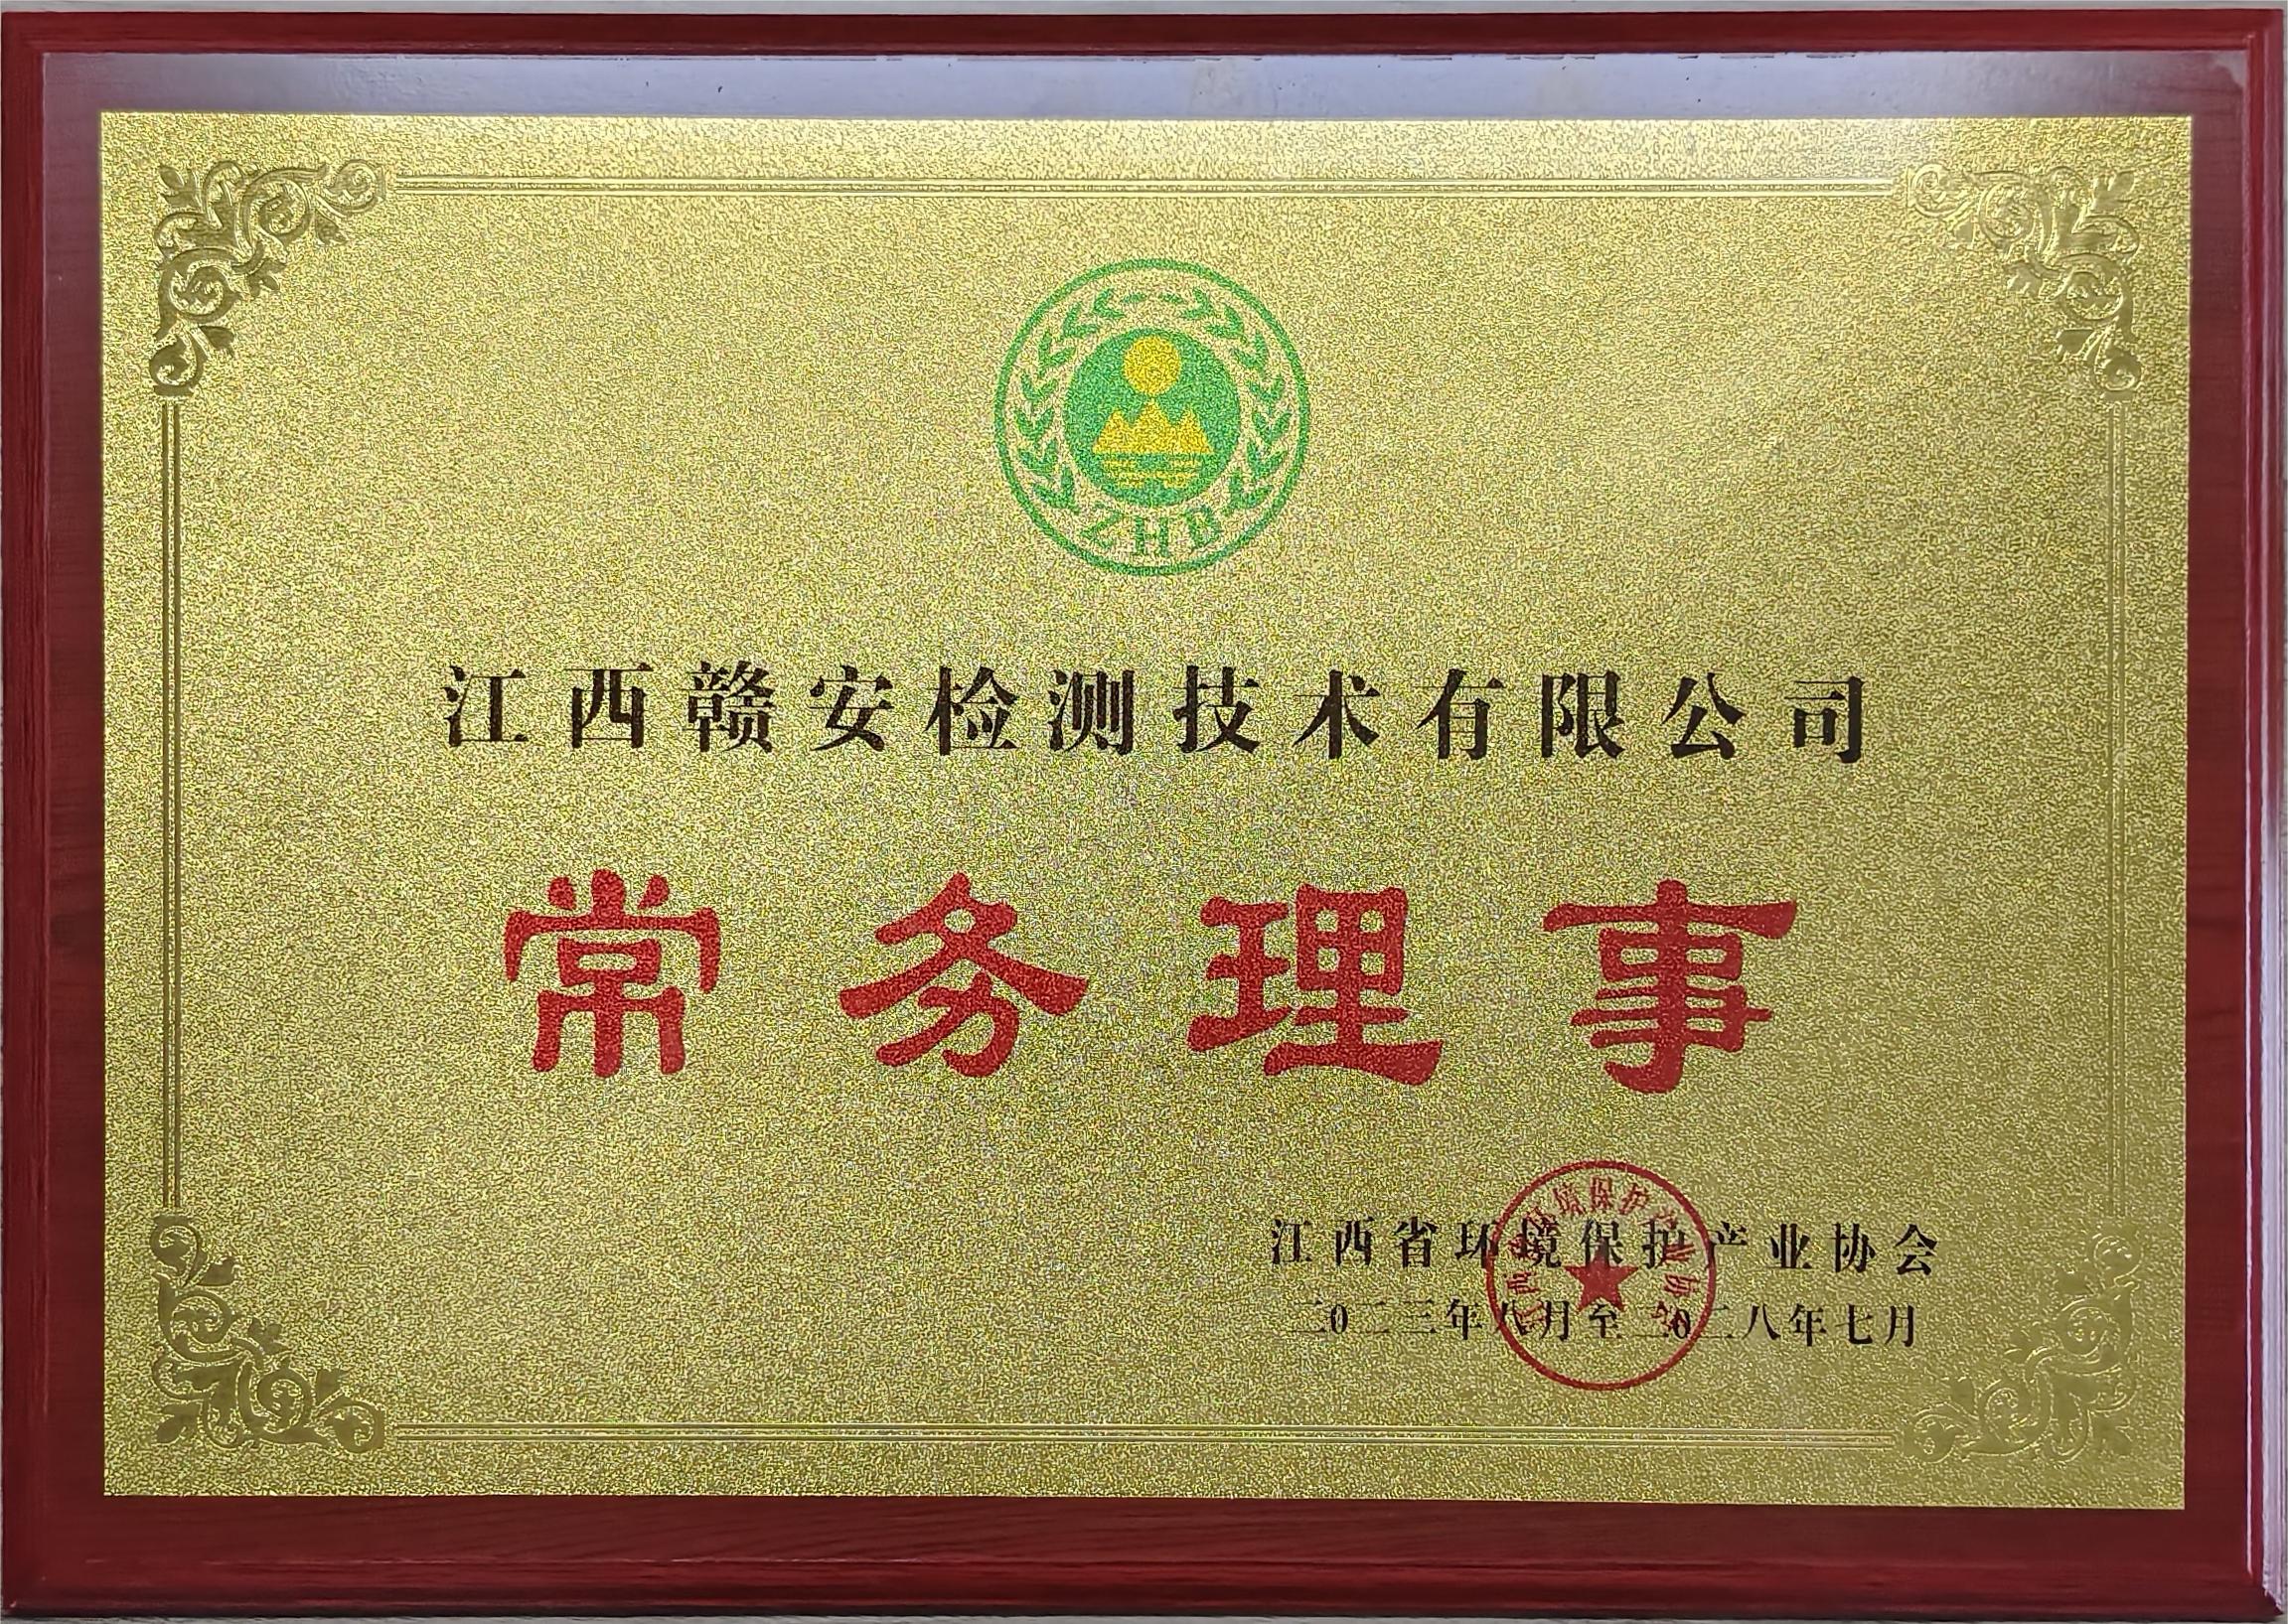 ZHB
江西赣安检测技术有限公司
常务理事
江西省环境保护产业协会
二0二三年八月至二0二八年七月